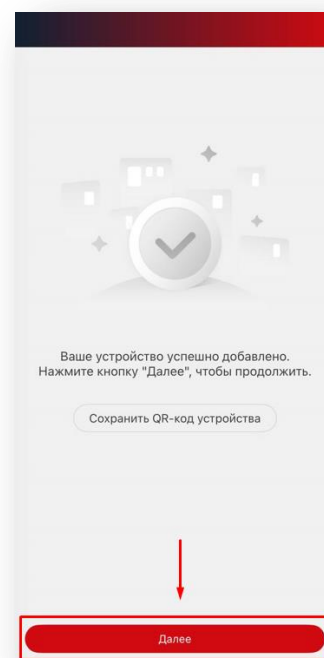 Ваше устройство успешно добавлено.
Нажмите кнопку "Далее", чтобы продолжить.
Сохранить QR-код устройства
Далее